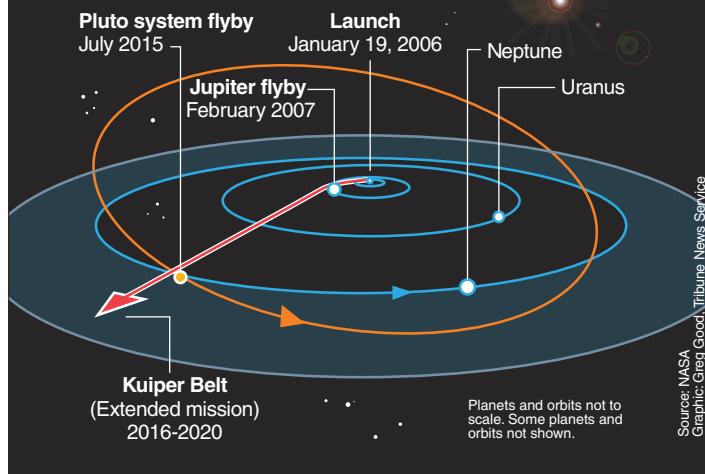 Pluto system flyby
July 2015
Launch
January 19, 2006
Neptune
Jupiter flyby
February 2007
Uranus
Kuiper Belt
(Extended mission)
2016-2020
Planets and orbits not to
scale. Some planets and
orbits not shown.
Source: NASA
Graphic: Greg Good, Tribune News Service